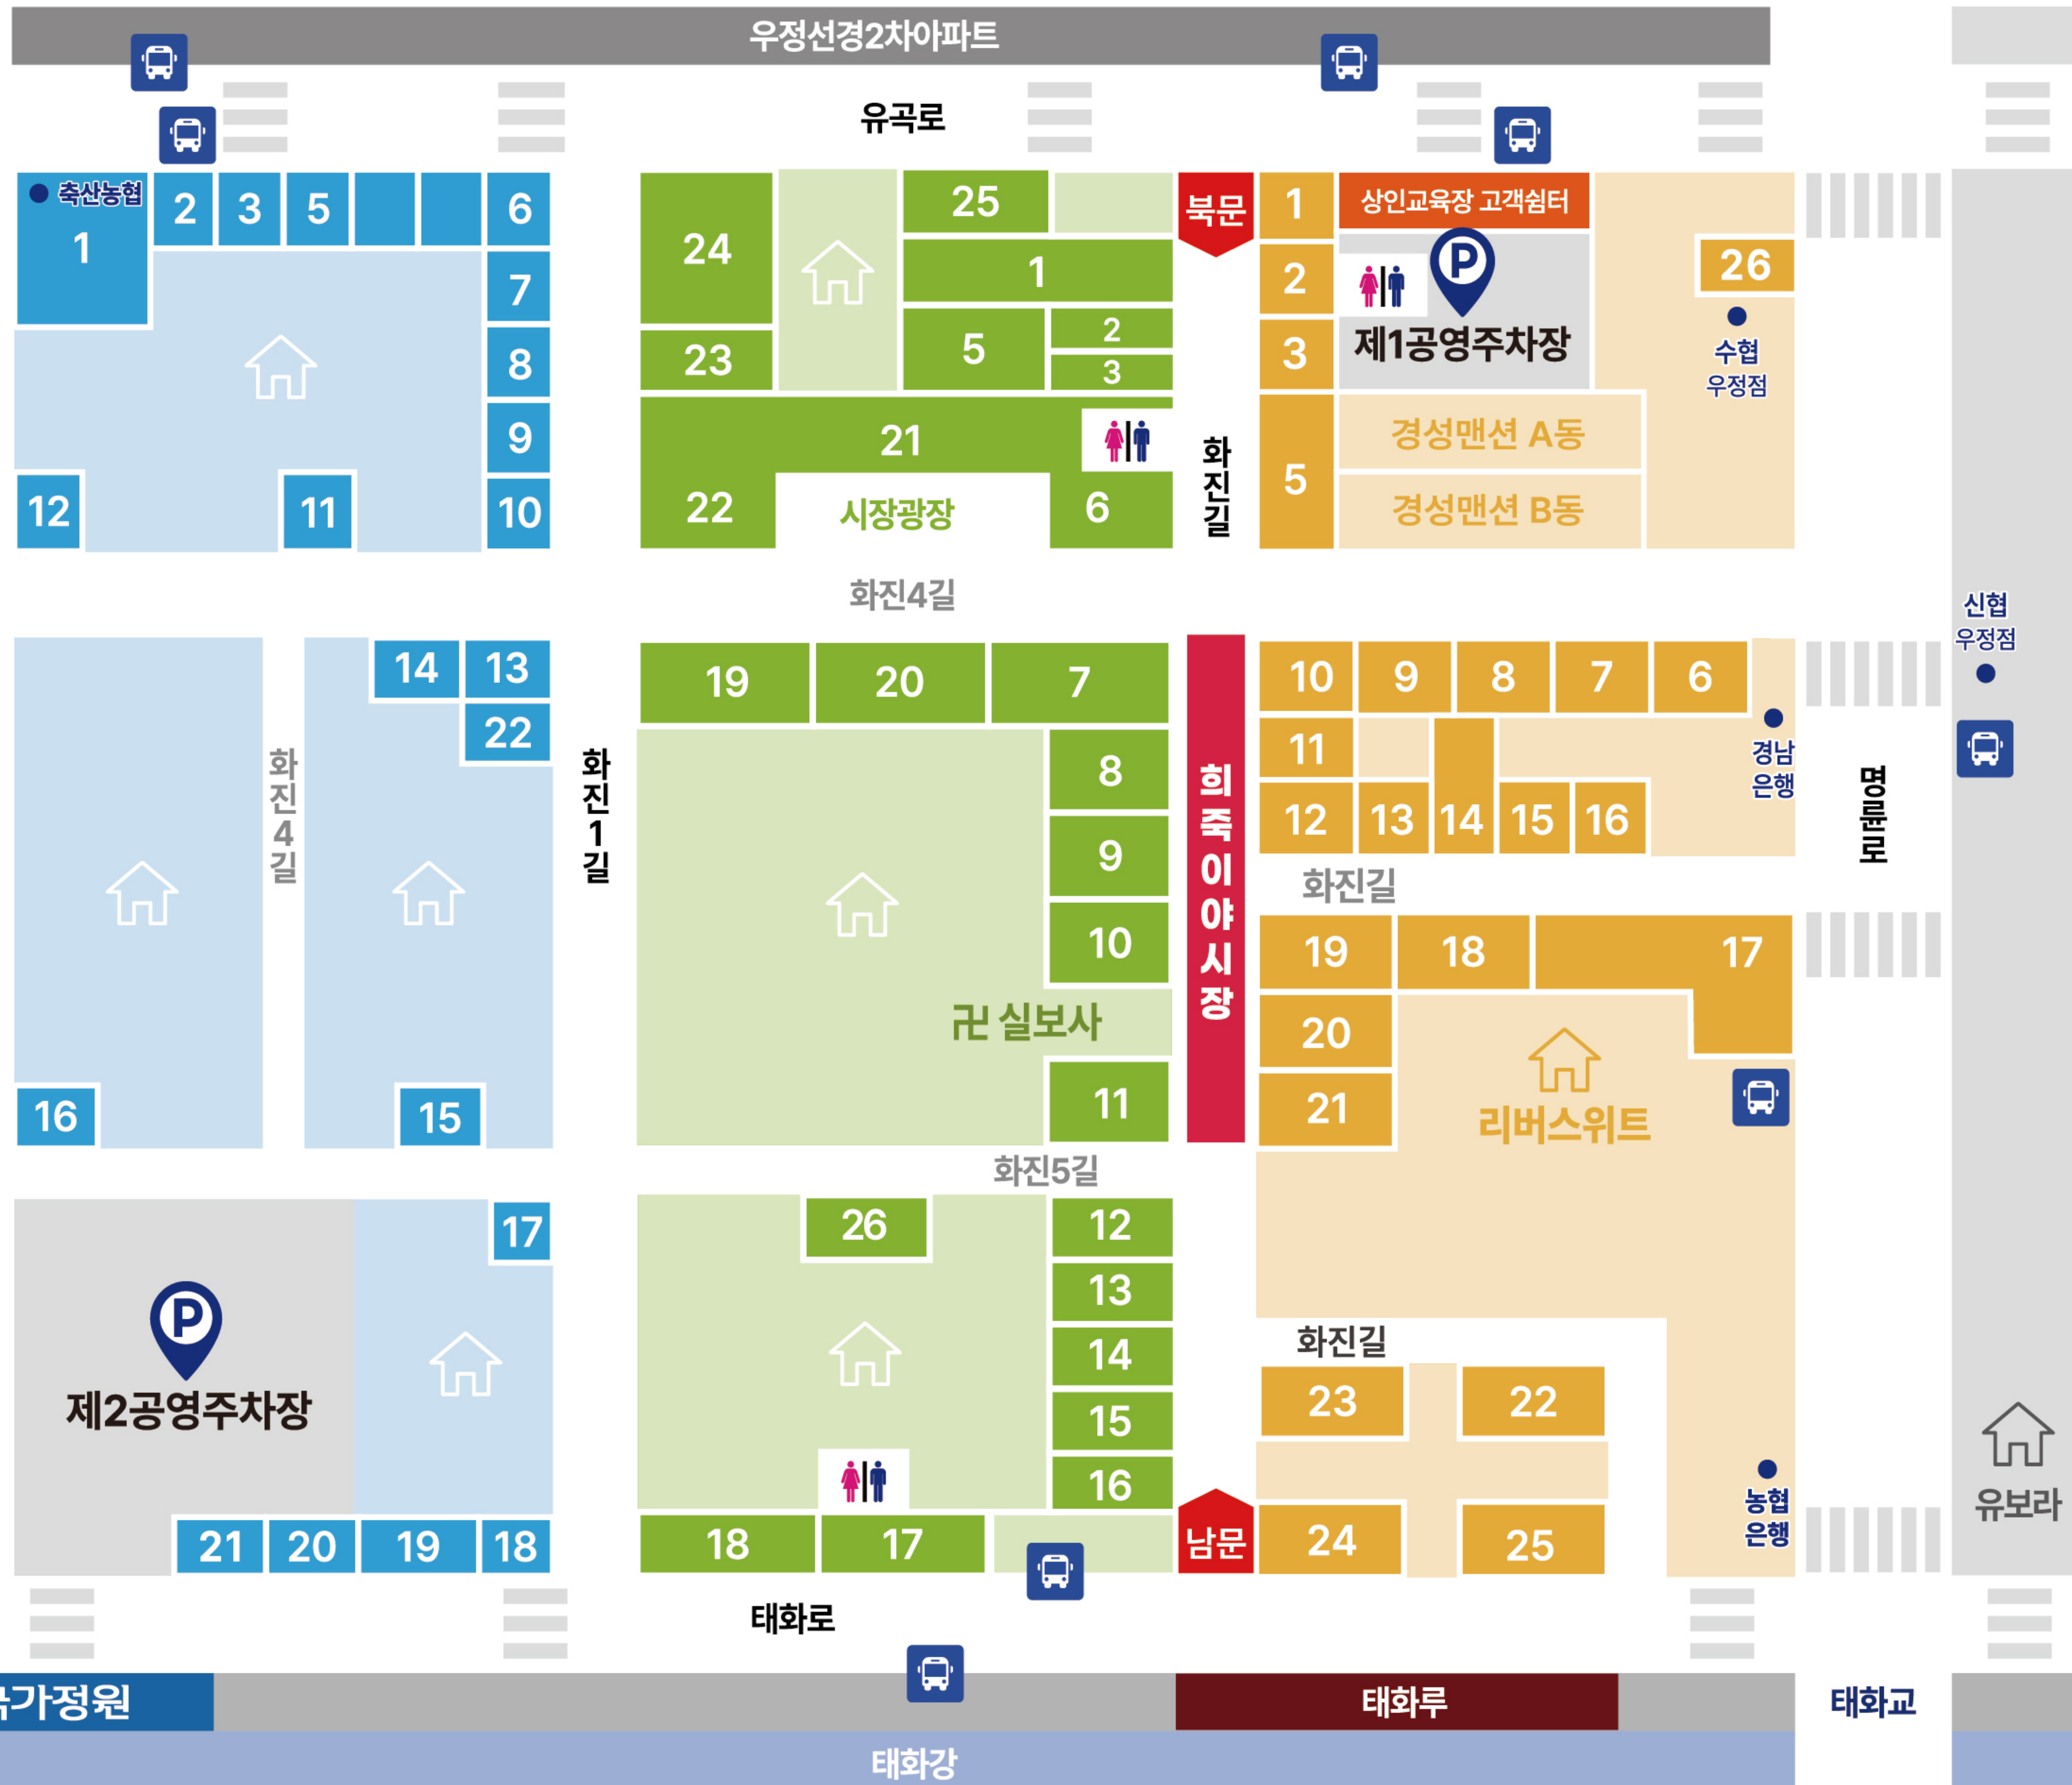 우정선경2차아파트
유곡로
축산농협
1
2
3
5
6
7
8
9
10
11
12
24
25
1
23
5
2
3
21
22
시장광장
6
북문
화진길
1
2
3
5
상인교육장 고객쉼터
P
제1공영주차장
경성맨션 A동
경성맨션 B동
26
수협
우정점
화진4길
신협
우정점
14
13
22
화진4길
화진1길
16
15
19
20
7
8
9
10
卍 실보사
11
희죽이야시장
10
9
8
7
6
11
12
13
14
15
16
경남
은행
명륜로
화진길
19
18
17
20
21
리버스위트
화진5길
17
P
제2공영주차장
21
20
19
18
26
12
13
14
15
16
18
17
남문
화진길
23
22
24
25
농협
은행
유보라
태화로
가정원
태화루
태화교
태화강